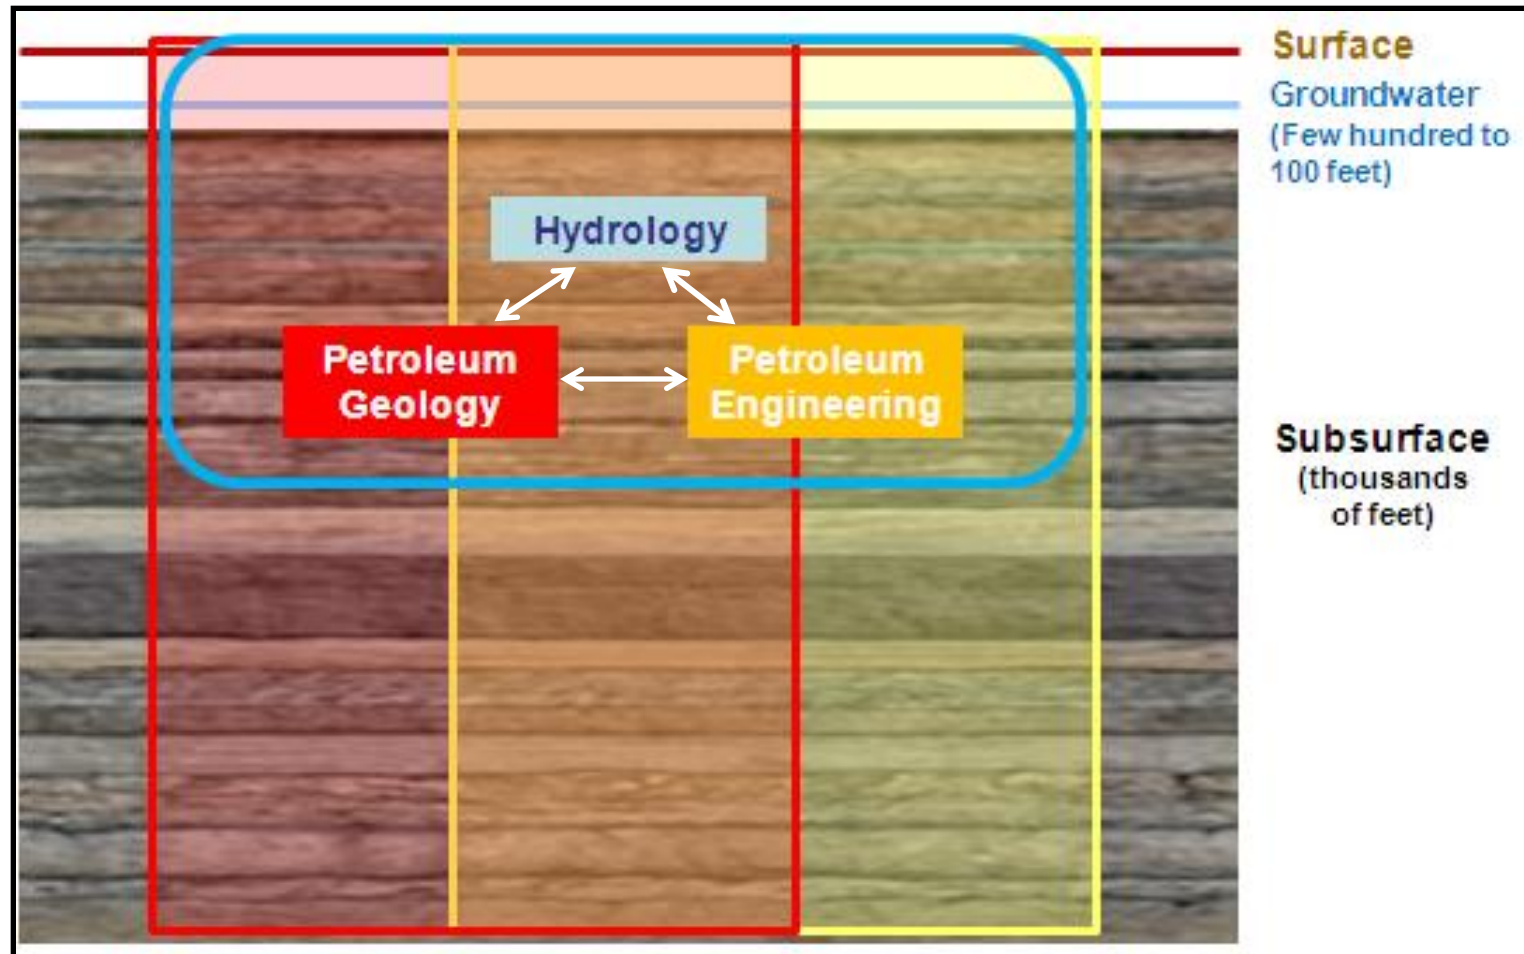 Surface
Groundwater
(Few hundred to
100 feet)
Hydrology
Petroleum
Geology
Petroleum
Engineering
Subsurface
(thousands
of feet)